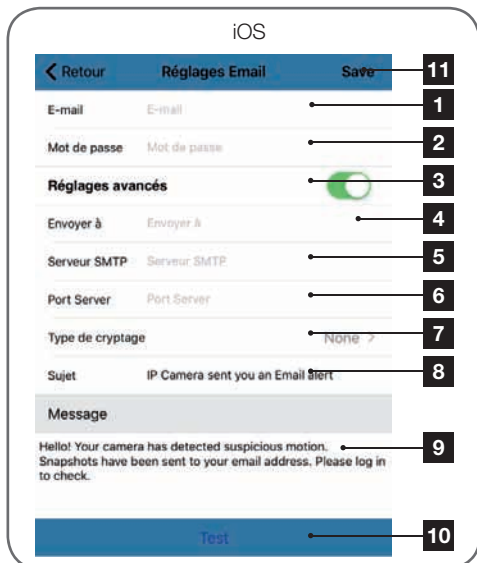 iOS
Retour Réglages Email Save 11
E-mail E-mail 1
Mot de passe Mot de passe 2
Réglages avancés 3
Envoyer à Envoyer à 4
Serveur SMTP Serveur SMTP 5
Port Server Port Server 6
Type de cryptage None > 7
Sujet IP Camera sent you an Email alert 8
Message
Hello! Your camera has detected suspicious motion. 9
Snapshots have been sent to your email address. Please log in
to check.
Test 10